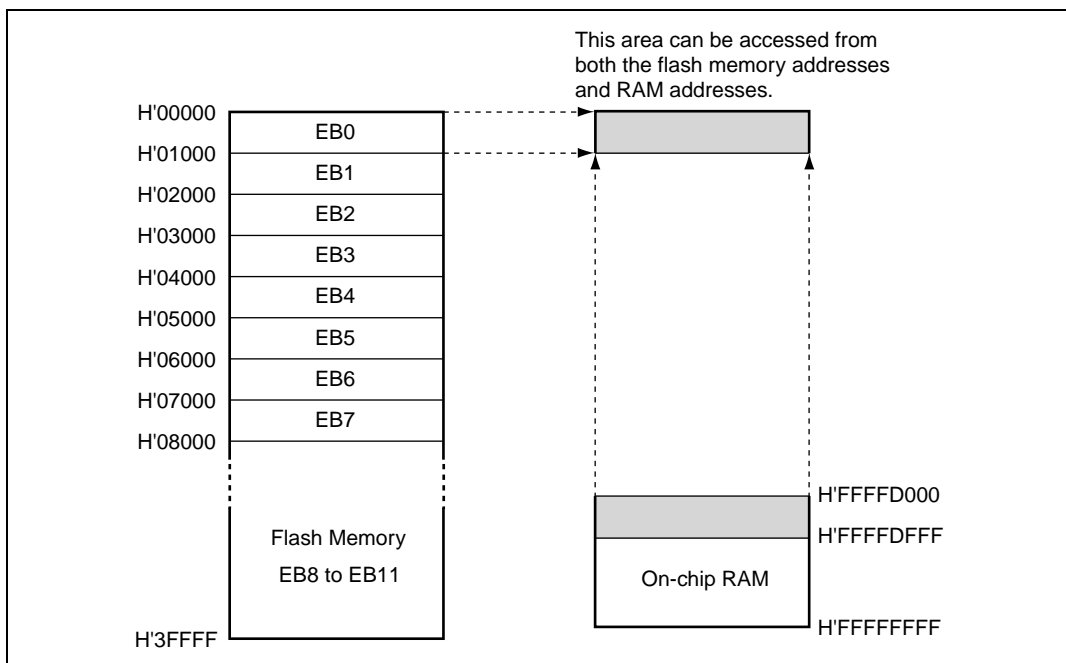 This area can be accessed from
both the flash memory addresses
and RAM addresses.
H'00000
EB0
H'01000
EB1
H'02000
EB2
H'03000
EB3
H'04000
EB4
H'05000
EB5
H'06000
EB6
H'07000
EB7
H'08000
Flash Memory
EB8 to EB11
H'3FFFF
H'FFFFD000
H'FFFFDFFF
On-chip RAM
H'FFFFFFFF